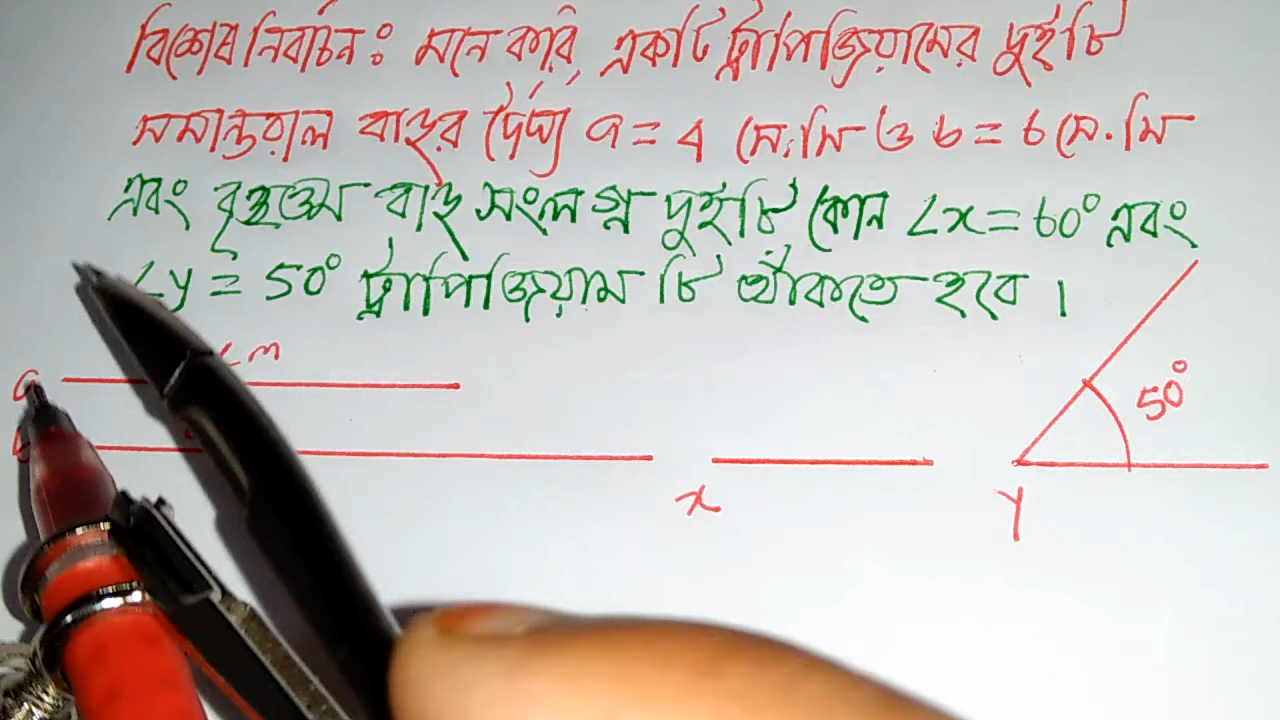 বিশেষ নির্বচন : মনে করি, একটি ট্রাপিজিয়ামের দুইটি
সমান্তরাল বাহুর দৈর্ঘ্য a = 4 সে.মি ও b = 6 সে.মি
এবং বৃহত্তম বাহু সংলগ্ন দুইটি কোন ∠x = 60° এবং
∠y = 50° ট্রাপিজিয়াম টি আঁকতে হবে ।
cm
a
50°
x
y